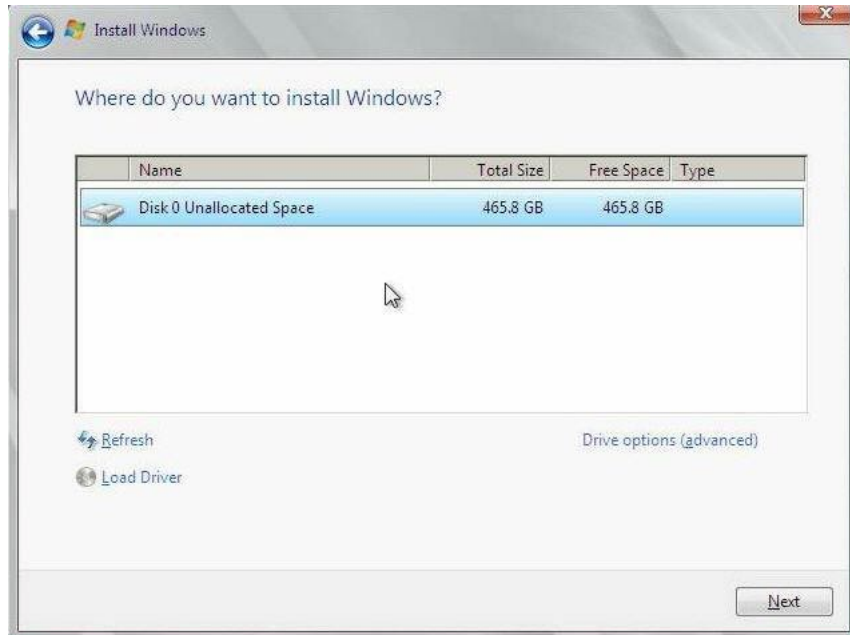 Install Windows
Where do you want to install Windows?
Name Total Size Free Space Type
Disk 0 Unallocated Space 465.8 GB 465.8 GB
Refresh Drive options (advanced)
Load Driver
Next